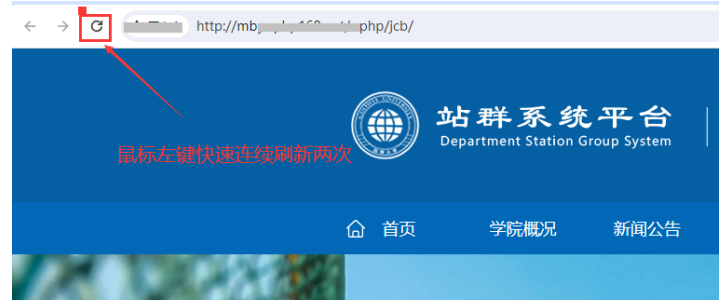 http://mb
php/jcb/
站群系统平台
Department Station Group System
鼠标左键快速连续刷新两次
首页
学院概况
新闻公告